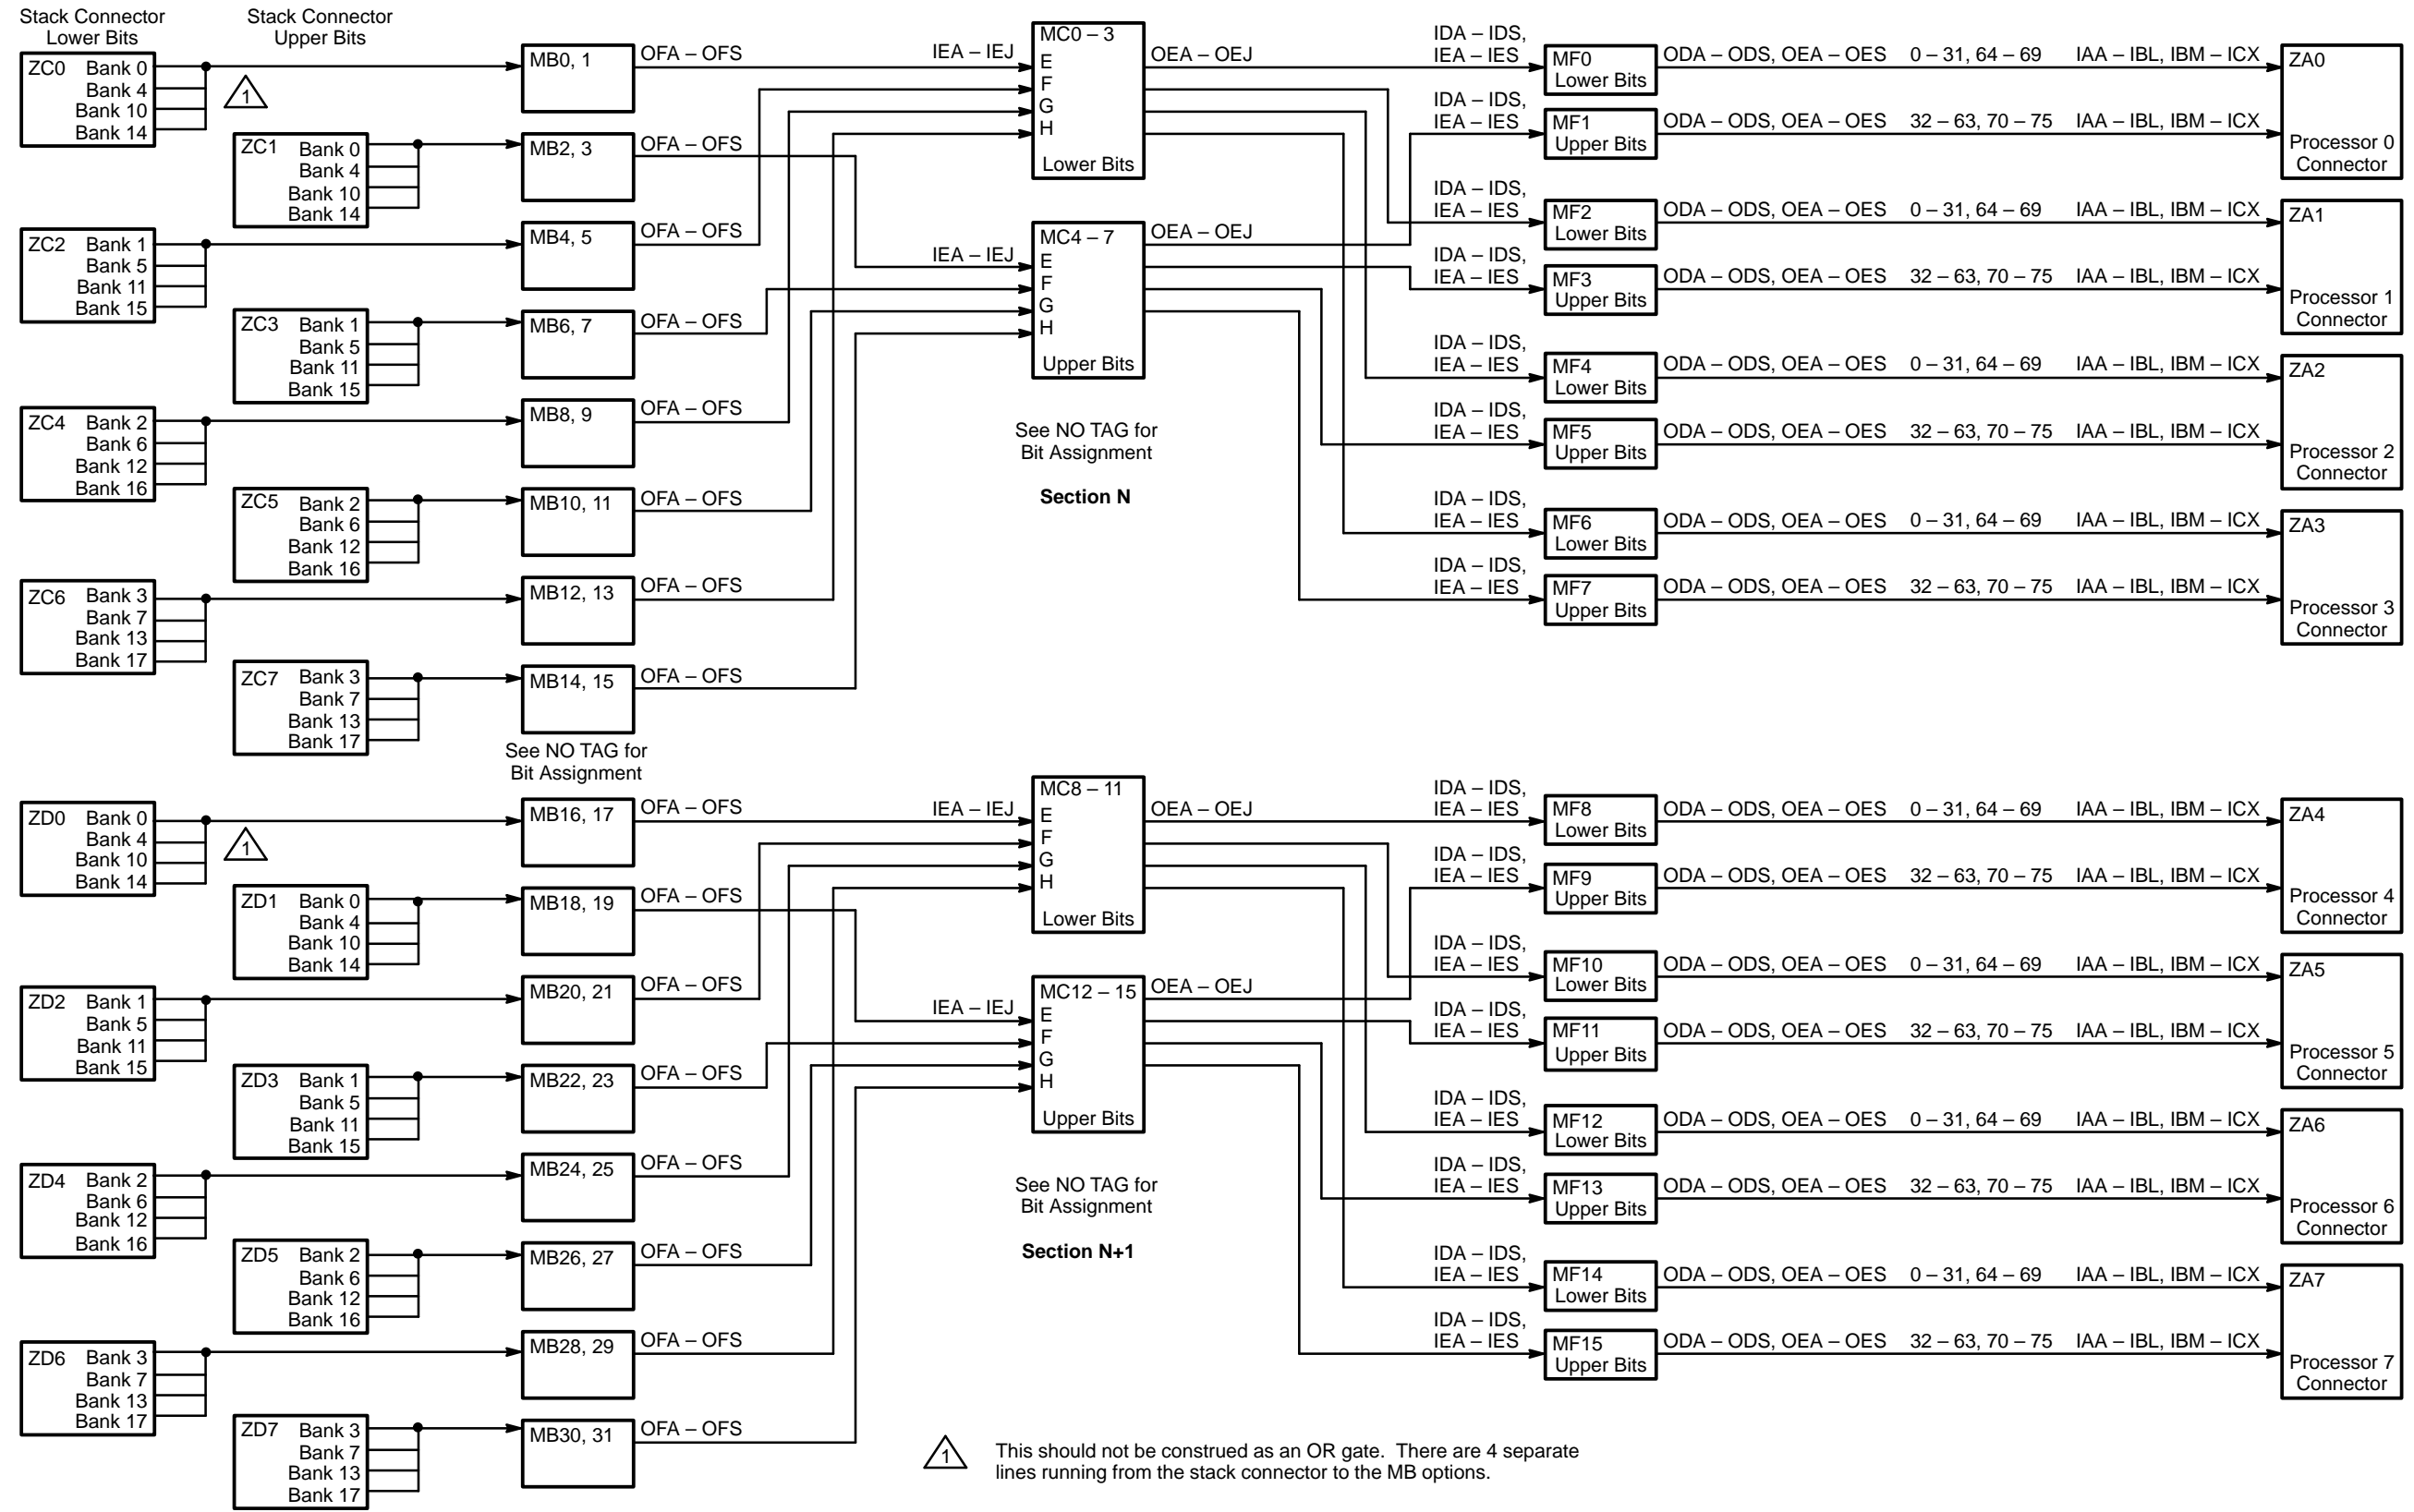 Stack Connector
Lower Bits
Stack Connector
Upper Bits
ZC0 Bank 0
Bank 4
Bank 10
Bank 14
1
ZC1 Bank 0
Bank 4
Bank 10
Bank 14
ZC2 Bank 1
Bank 5
Bank 11
Bank 15
ZC3 Bank 1
Bank 5
Bank 11
Bank 15
ZC4 Bank 2
Bank 6
Bank 12
Bank 16
ZC5 Bank 2
Bank 6
Bank 12
Bank 16
ZC6 Bank 3
Bank 7
Bank 13
Bank 17
ZC7 Bank 3
Bank 7
Bank 13
Bank 17
MB0, 1 OFA – OFS
MB2, 3 OFA – OFS
MB4, 5 OFA – OFS
MB6, 7 OFA – OFS
MB8, 9 OFA – OFS
MB10, 11 OFA – OFS
MB12, 13 OFA – OFS
MB14, 15 OFA – OFS
See NO TAG for
Bit Assignment
IEA – IEJ
MC0 – 3
E
F
G
H
Lower Bits
OEA – OEJ
IEA – IEJ
MC4 – 7
E
F
G
H
Upper Bits
OEA – OEJ
See NO TAG for
Bit Assignment
Section N
IDA – IDS,
IEA – IES
MF0
Lower Bits
ODA – ODS, OEA – OES 0 – 31, 64 – 69 IAA – IBL, IBM – ICX
IDA – IDS,
IEA – IES
MF1
Upper Bits
ODA – ODS, OEA – OES 32 – 63, 70 – 75 IAA – IBL, IBM – ICX
ZA0
Processor 0
Connector
IDA – IDS,
IEA – IES
MF2
Lower Bits
ODA – ODS, OEA – OES 0 – 31, 64 – 69 IAA – IBL, IBM – ICX
IDA – IDS,
IEA – IES
MF3
Upper Bits
ODA – ODS, OEA – OES 32 – 63, 70 – 75 IAA – IBL, IBM – ICX
ZA1
Processor 1
Connector
IDA – IDS,
IEA – IES
MF4
Lower Bits
ODA – ODS, OEA – OES 0 – 31, 64 – 69 IAA – IBL, IBM – ICX
IDA – IDS,
IEA – IES
MF5
Upper Bits
ODA – ODS, OEA – OES 32 – 63, 70 – 75 IAA – IBL, IBM – ICX
ZA2
Processor 2
Connector
IDA – IDS,
IEA – IES
MF6
Lower Bits
ODA – ODS, OEA – OES 0 – 31, 64 – 69 IAA – IBL, IBM – ICX
IDA – IDS,
IEA – IES
MF7
Upper Bits
ODA – ODS, OEA – OES 32 – 63, 70 – 75 IAA – IBL, IBM – ICX
ZA3
Processor 3
Connector
ZD0 Bank 0
Bank 4
Bank 10
Bank 14
1
ZD1 Bank 0
Bank 4
Bank 10
Bank 14
ZD2 Bank 1
Bank 5
Bank 11
Bank 15
ZD3 Bank 1
Bank 5
Bank 11
Bank 15
ZD4 Bank 2
Bank 6
Bank 12
Bank 16
ZD5 Bank 2
Bank 6
Bank 12
Bank 16
ZD6 Bank 3
Bank 7
Bank 13
Bank 17
ZD7 Bank 3
Bank 7
Bank 13
Bank 17
MB16, 17 OFA – OFS
MB18, 19 OFA – OFS
MB20, 21 OFA – OFS
MB22, 23 OFA – OFS
MB24, 25 OFA – OFS
MB26, 27 OFA – OFS
MB28, 29 OFA – OFS
MB30, 31 OFA – OFS
IEA – IEJ
MC8 – 11
E
F
G
H
Lower Bits
OEA – OEJ
IEA – IEJ
MC12 – 15
E
F
G
H
Upper Bits
OEA – OEJ
See NO TAG for
Bit Assignment
Section N+1
IDA – IDS,
IEA – IES
MF8
Lower Bits
ODA – ODS, OEA – OES 0 – 31, 64 – 69 IAA – IBL, IBM – ICX
IDA – IDS,
IEA – IES
MF9
Upper Bits
ODA – ODS, OEA – OES 32 – 63, 70 – 75 IAA – IBL, IBM – ICX
ZA4
Processor 4
Connector
IDA – IDS,
IEA – IES
MF10
Lower Bits
ODA – ODS, OEA – OES 0 – 31, 64 – 69 IAA – IBL, IBM – ICX
IDA – IDS,
IEA – IES
MF11
Upper Bits
ODA – ODS, OEA – OES 32 – 63, 70 – 75 IAA – IBL, IBM – ICX
ZA5
Processor 5
Connector
IDA – IDS,
IEA – IES
MF12
Lower Bits
ODA – ODS, OEA – OES 0 – 31, 64 – 69 IAA – IBL, IBM – ICX
IDA – IDS,
IEA – IES
MF13
Upper Bits
ODA – ODS, OEA – OES 32 – 63, 70 – 75 IAA – IBL, IBM – ICX
ZA6
Processor 6
Connector
IDA – IDS,
IEA – IES
MF14
Lower Bits
ODA – ODS, OEA – OES 0 – 31, 64 – 69 IAA – IBL, IBM – ICX
IDA – IDS,
IEA – IES
MF15
Upper Bits
ODA – ODS, OEA – OES 32 – 63, 70 – 75 IAA – IBL, IBM – ICX
ZA7
Processor 7
Connector
1
This should not be construed as an OR gate. There are 4 separate
lines running from the stack connector to the MB options.